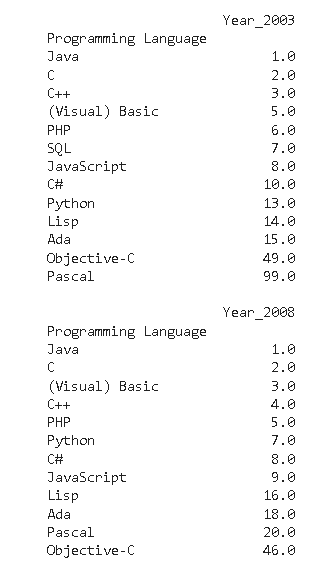 Year_2003
Programming Language
Java 1.0
C 2.0
C++ 3.0
(Visual) Basic 5.0
PHP 6.0
SQL 7.0
JavaScript 8.0
C# 10.0
Python 13.0
Lisp 14.0
Ada 15.0
Objective-C 49.0
Pascal 99.0
Year_2008
Programming Language
Java 1.0
C 2.0
(Visual) Basic 3.0
C++ 4.0
PHP 5.0
Python 7.0
C# 8.0
JavaScript 9.0
Lisp 16.0
Ada 18.0
Pascal 20.0
Objective-C 46.0